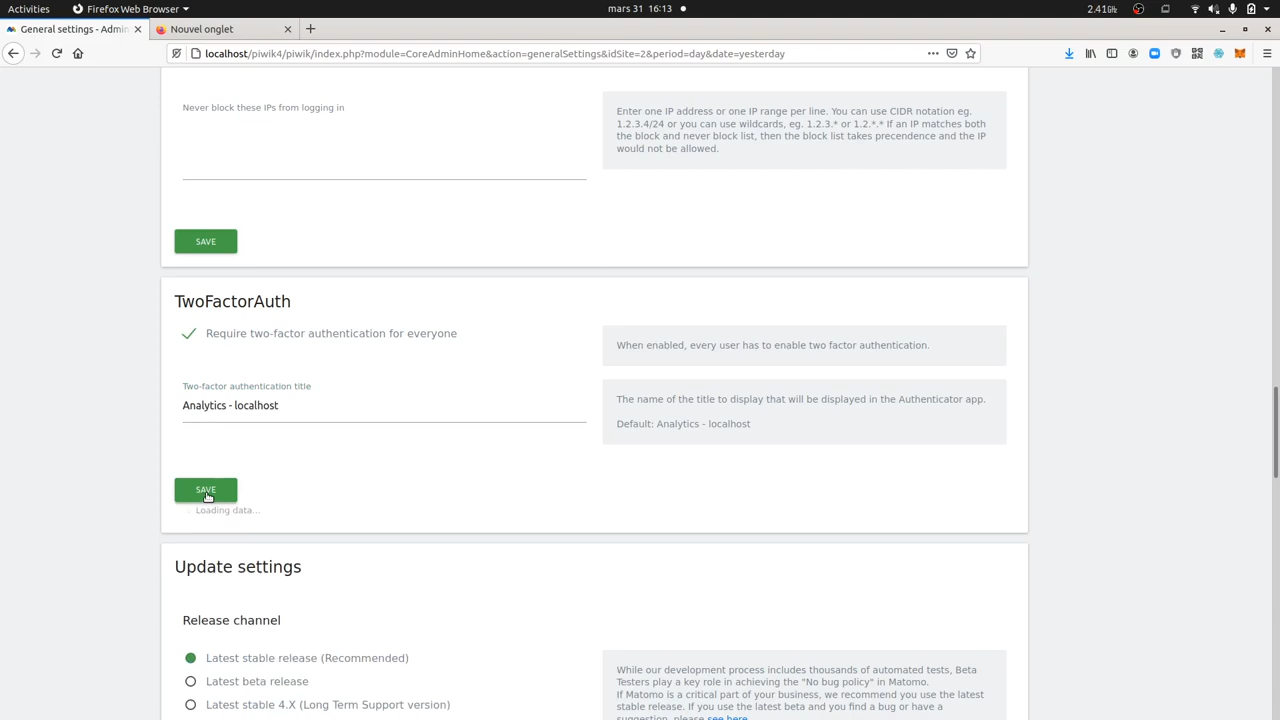 Activities
Firefox Web Browser
mars 31 16:13
2.41
General settings - Admin
Nouvel onglet
localhost/piwik4/piwik/index.php?module=CoreAdminHome&action=generalSettings&idSite=2&period=day&date=yesterday
Never block these IPs from logging in
Enter one IP address or one IP range per line. You can use CIDR notation eg.
1.2.3.4/24 or you can use wildcards, eg. 1.2.3.* or 1.2.*.* If an IP matches both
the block and never block list, then the block list takes precendence and the IP
would not be allowed.
SAVE
TwoFactorAuth
Require two-factor authentication for everyone
When enabled, every user has to enable two factor authentication.
Two-factor authentication title
Analytics - localhost
The name of the title to display that will be displayed in the Authenticator app.
Default: Analytics - localhost
SAVE
Loading data...
Update settings
Release channel
Latest stable release (Recommended)
Latest beta release
Latest stable 4.X (Long Term Support version)
While our development process includes thousands of automated tests, Beta
Testers play a key role in achieving the "No bug policy" in Matomo.
If Matomo is a critical part of your business, we recommend you use the latest
stable release. If you use the latest beta and you find a bug or have a
suggestion, please see here.